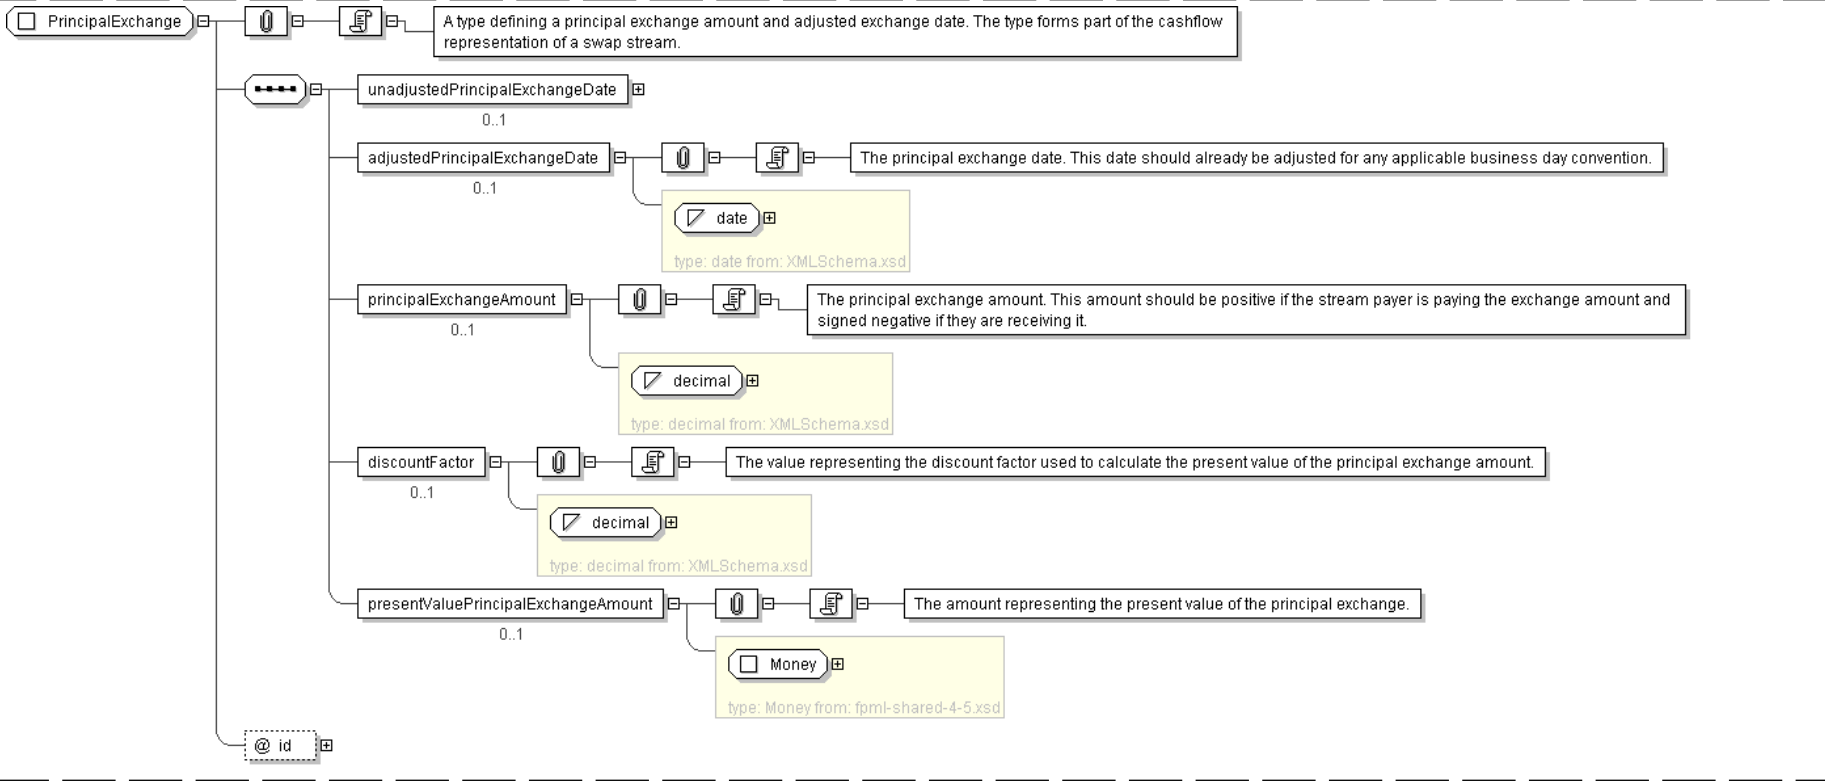 PrincipalExchange
A type defining a principal exchange amount and adjusted exchange date. The type forms part of the cashflow
representation of a swap stream.
unadjustedPrincipalExchangeDate
0..1
adjustedPrincipalExchangeDate
The principal exchange date. This date should already be adjusted for any applicable business day convention.
0..1
date
type: date from: XMLSchema.xsd
principalExchangeAmount
The principal exchange amount. This amount should be positive if the stream payer is paying the exchange amount and
signed negative if they are receiving it.
0..1
decimal
type: decimal from: XMLSchema.xsd
discountFactor
The value representing the discount factor used to calculate the present value of the principal exchange amount.
0..1
decimal
type: decimal from: XMLSchema.xsd
presentValuePrincipalExchangeAmount
The amount representing the present value of the principal exchange.
0..1
Money
type: Money from: fpml-shared-4-5.xsd
@ id